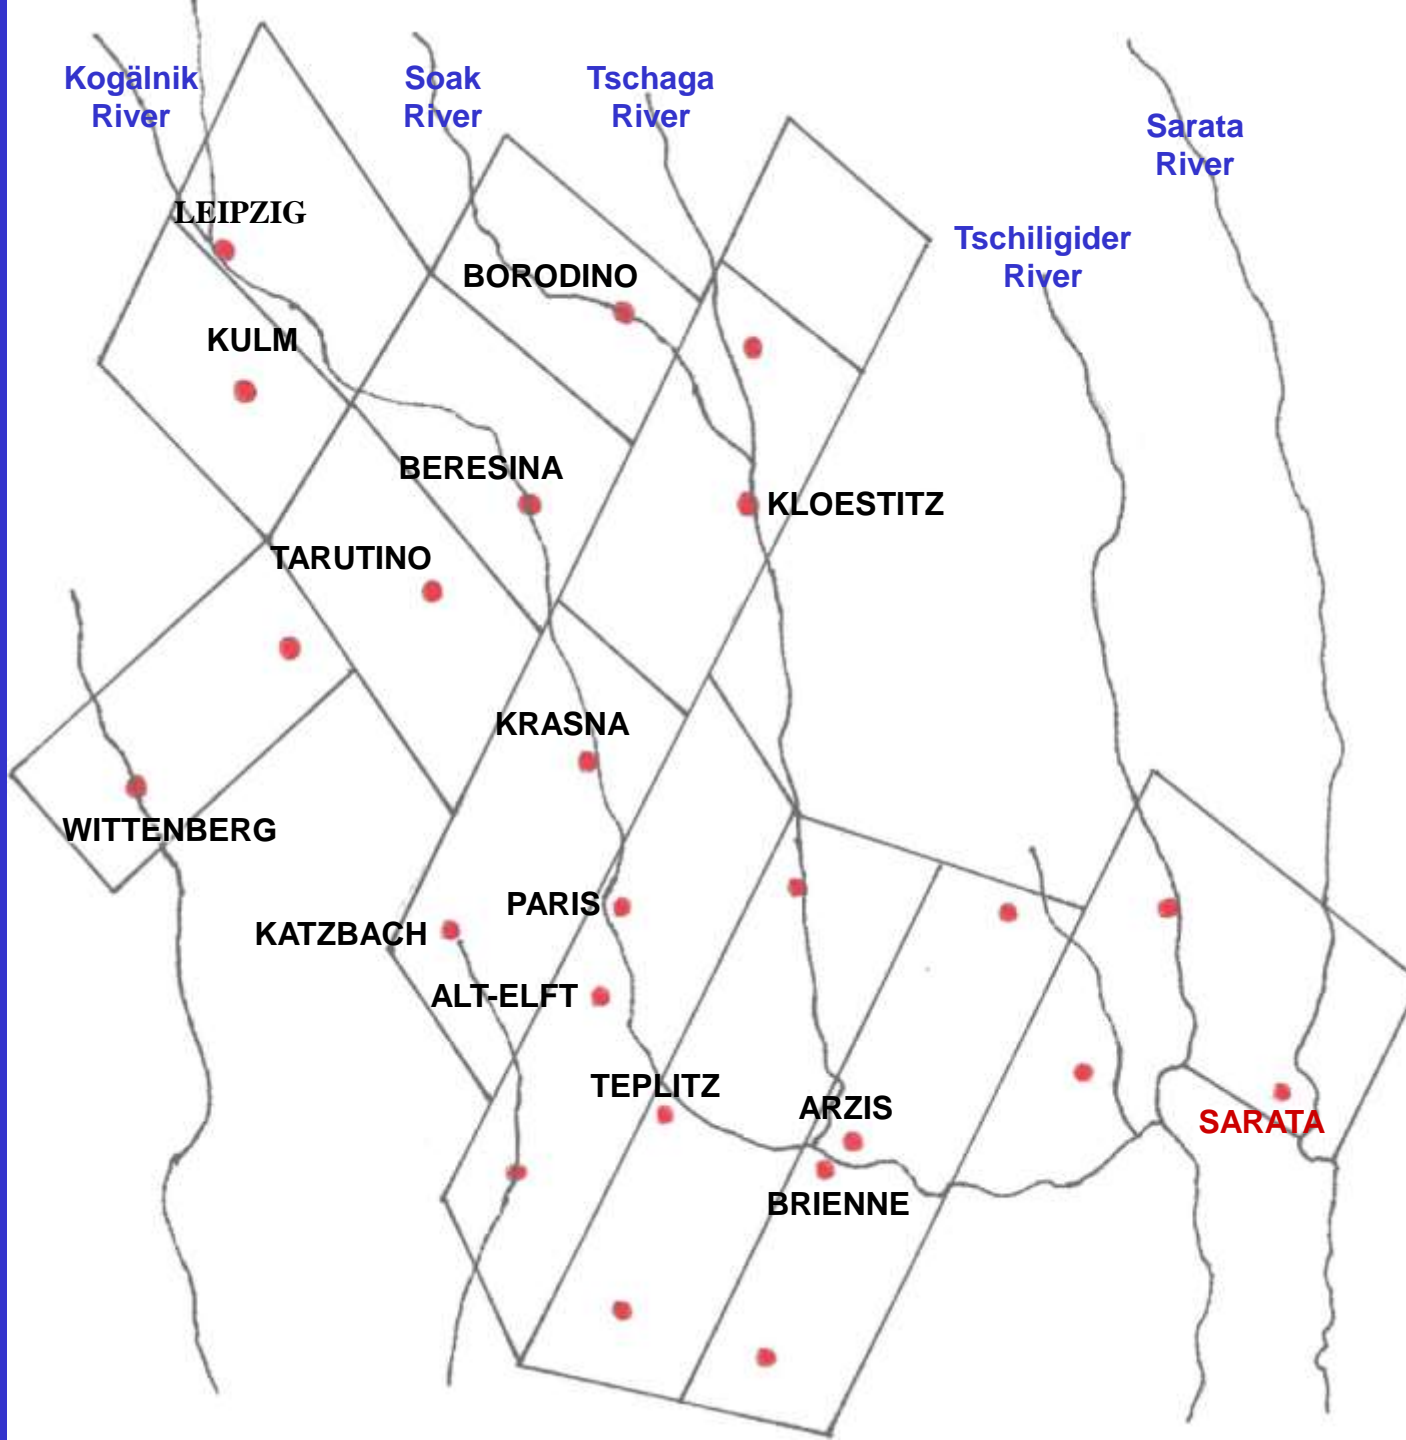 Kogälnik
River
Soak
River
Tschaga
River
Sarata
River
LEIPZIG
Tschiligider
River
BORODINO
KULM
BERESINA
KLOESTITZ
TARUTINO
KRASNA
WITTENBERG
PARIS
KATZBACH
ALT-ELFT
TEPLITZ
ARZIS
SARATA
BRIENNE